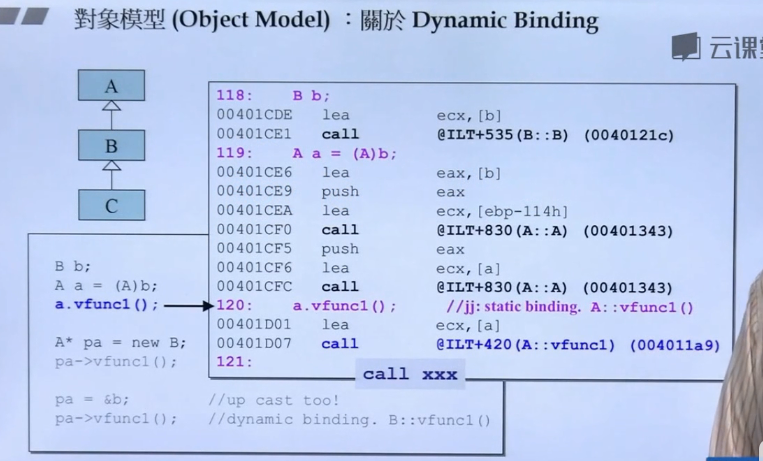 對象模型 (Object Model) ：關於 Dynamic Binding
云课堂
A
B
C
118: B b;
00401CDE lea ecx,[b]
00401CE1 call @ILT+535(B::B) (0040121c)
119: A a = (A)b;
00401CE6 lea eax,[b]
00401CE9 push eax
00401CEA lea ecx,[ebp-114h]
00401CF0 call @ILT+830(A::A) (00401343)
00401CF5 push eax
00401CF6 lea ecx,[a]
00401CFC call @ILT+830(A::A) (00401343)
120: a.vfunc1(); //jj: static binding. A::vfunc1()
00401D01 lea ecx,[a]
00401D07 call @ILT+420(A::vfunc1) (004011a9)
121:
call xxx
B b;
A a = (A)b;
a.vfunc1();
A* pa = new B;
pa->vfunc1();
pa = &b; //up cast too!
pa->vfunc1(); //dynamic binding. B::vfunc1()